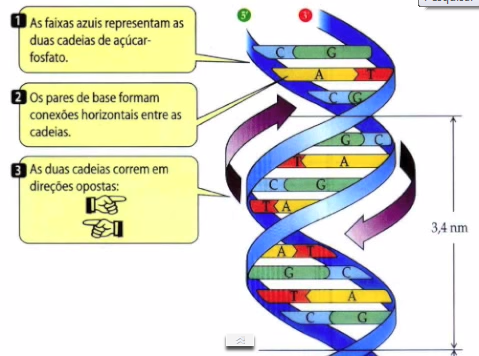 1 As faixas azuis representam as
duas cadeias de açúcar-
fosfato.
2 Os pares de base formam
conexões horizontais entre as
cadeias.
3 As duas cadeias correm em
direções opostas:
5' 3'
C G
A T
C G
G C
T A
C G
T A
A T
G C
T A
C G
3,4 nm